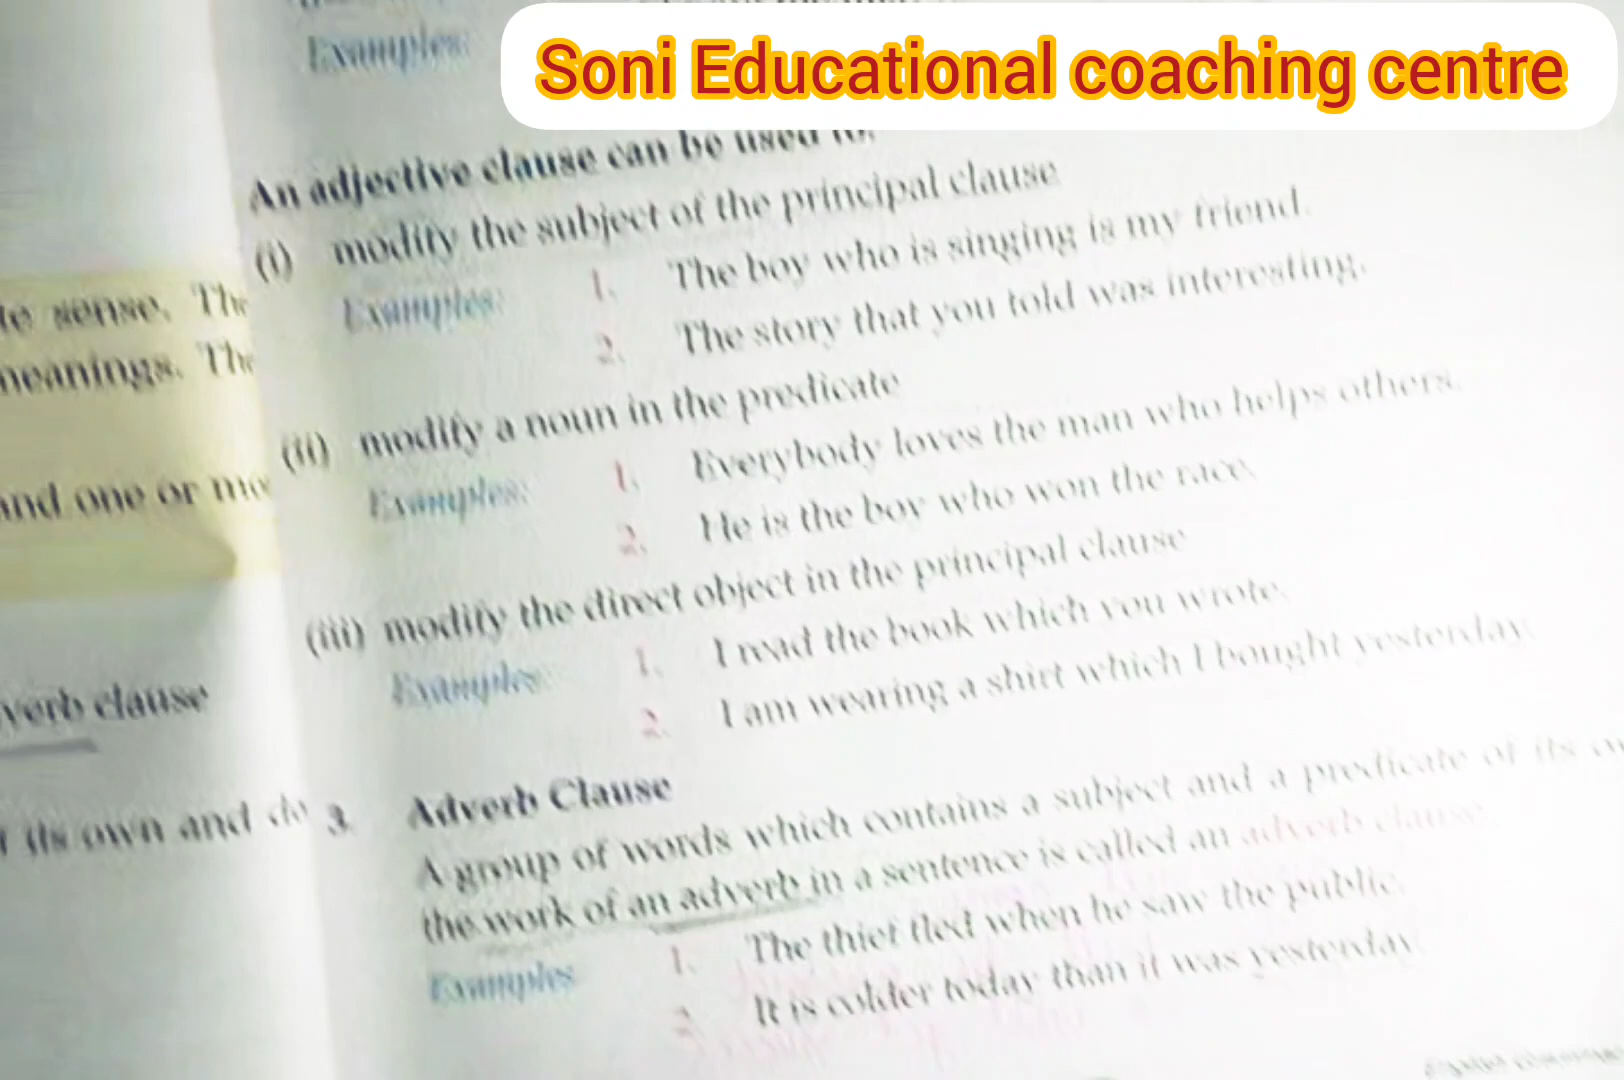 Soni Educational coaching centre
Examples:
An adjective clause can be used to:
(i) modify the subject of the principal clause
Examples: 1. The boy who is singing is my friend.
2. The story that you told was interesting.
(ii) modify a noun in the predicate
Examples: 1. Everybody loves the man who helps others.
2. He is the boy who won the race.
(iii) modify the direct object in the principal clause
Examples: 1. I read the book which you wrote.
2. I am wearing a shirt which I bought yesterday.
3. Adverb Clause
A group of words which contains a subject and a predicate of its
the work of an adverb in a sentence is called an adverb clause.
Examples 1. The thief fled when he saw the public.
2. It is colder today than it was yesterday.
sense. The
meanings. The
and one or
verb clause
its own and